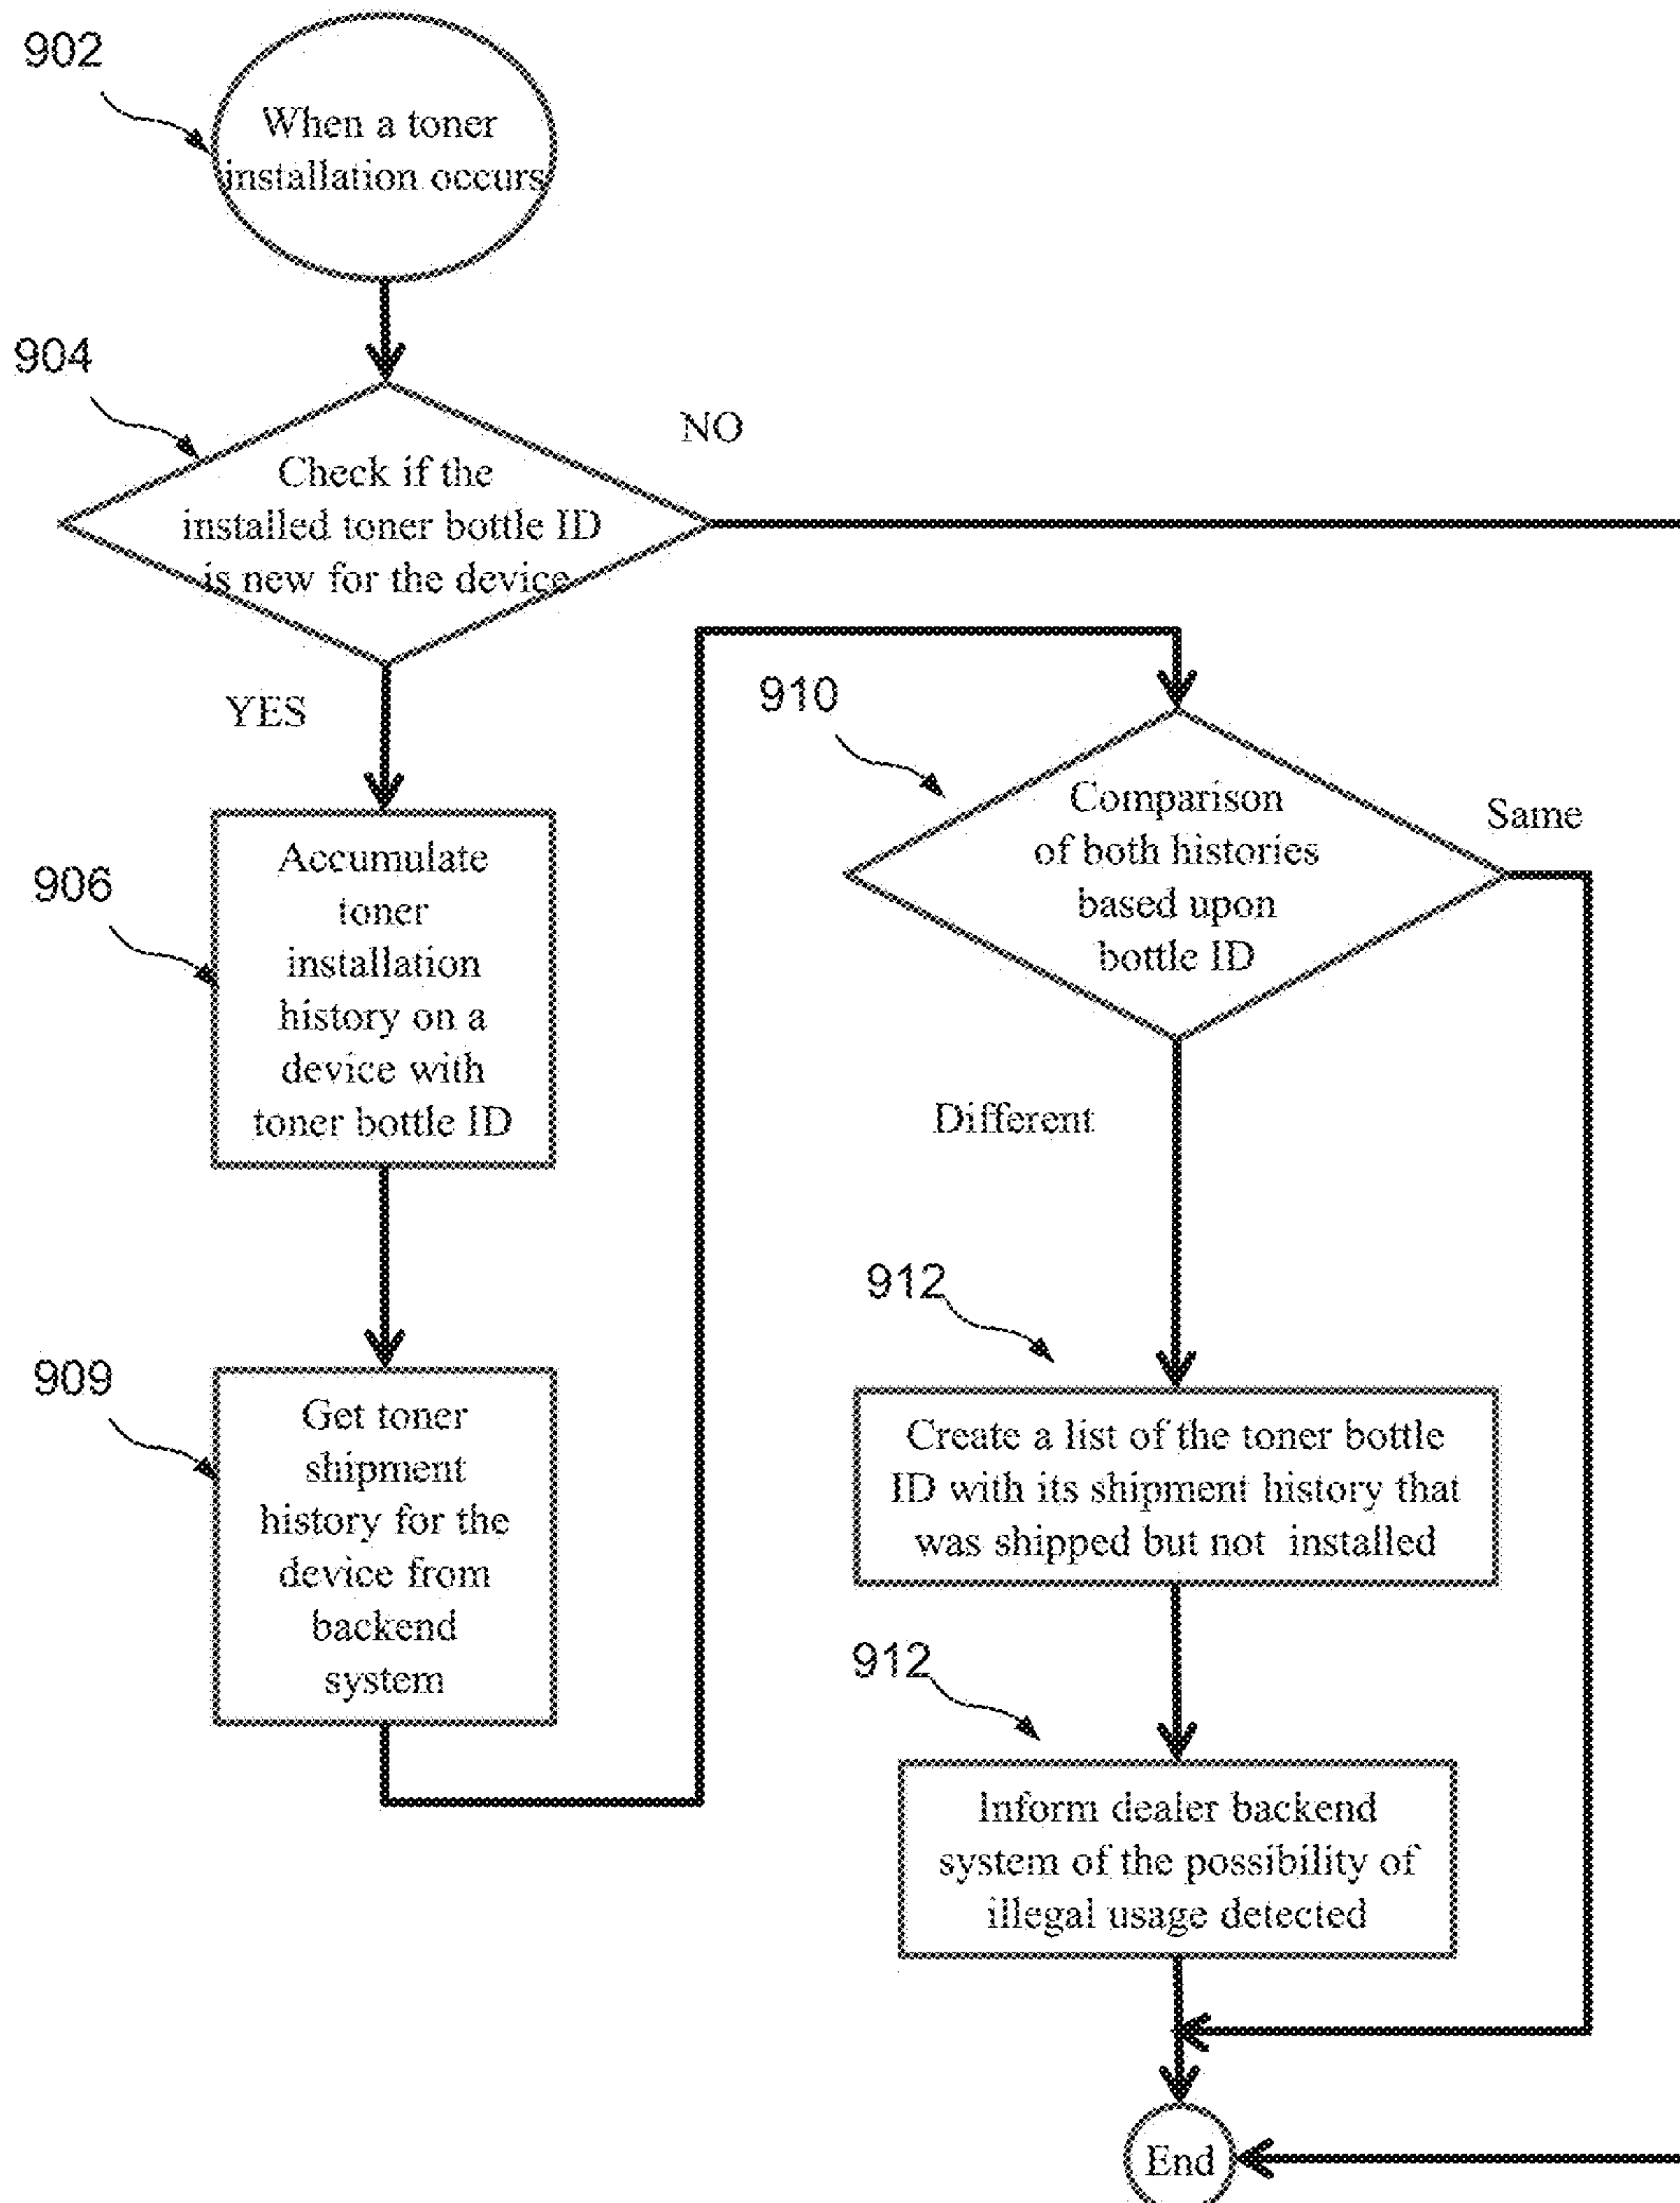 902
When a toner
installation occurs
904
NO
Check if the
installed toner bottle ID
is new for the device
YES
906
Accumulate
toner
installation
history on a
device with
toner bottle ID
909
Get toner
shipment
history for the
device from
backend
system
910
Comparison
of both histories
based upon
bottle ID
Same
Different
912
Create a list of the toner bottle
ID with its shipment history that
was shipped but not installed
912
Inform dealer backend
system of the possibility of
illegal usage detected
End